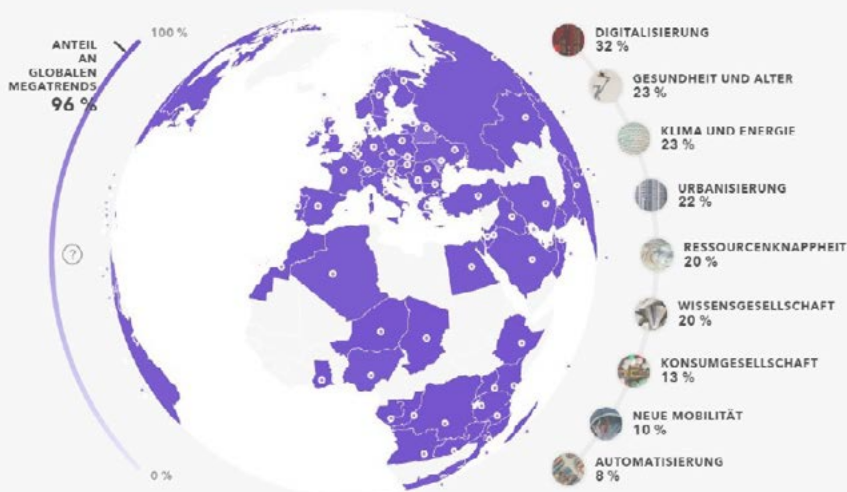 ANTEIL
AN
GLOBALEN
MEGATRENDS
96 %
100 %
?
0 %
DIGITALISIERUNG
32 %
GESUNDHEIT UND ALTER
23 %
KLIMA UND ENERGIE
23 %
URBANISIERUNG
22 %
RESSOURCENKNAPPHEIT
20 %
WISSENSGESELLSCHAFT
20 %
KONSUMGESELLSCHAFT
13 %
NEUE MOBILITÄT
10 %
AUTOMATISIERUNG
8 %